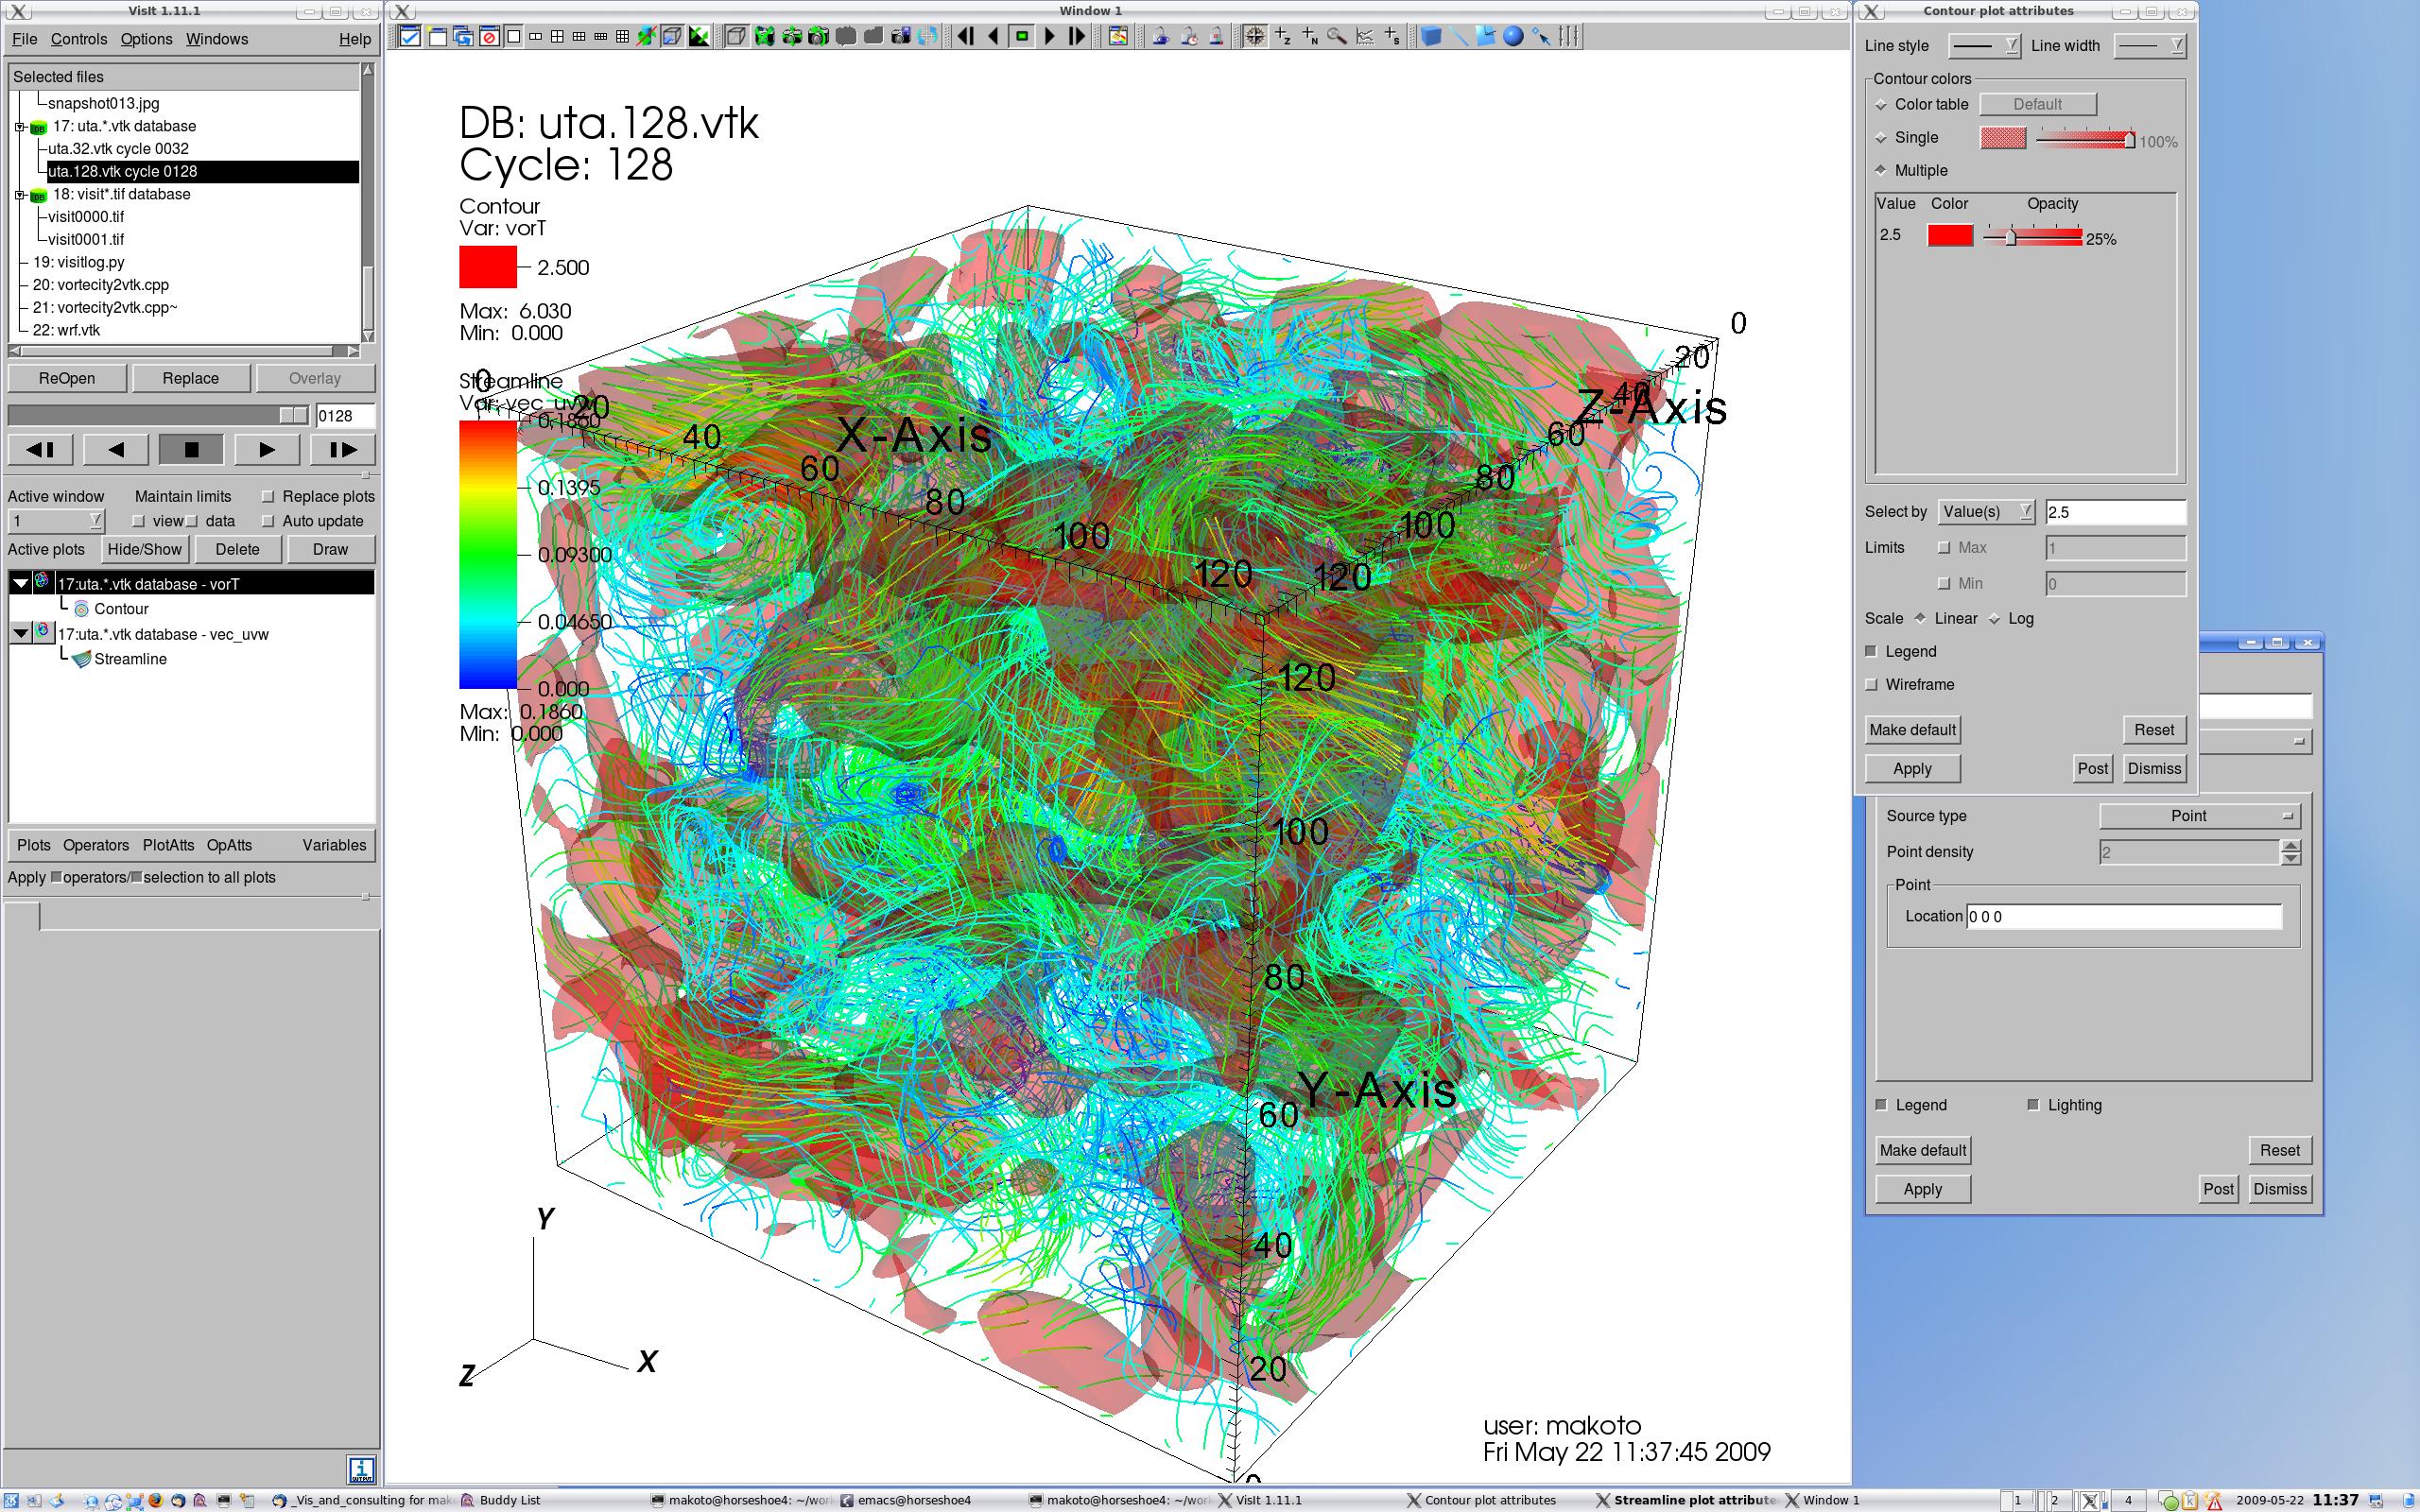 VisIt 1.11.1
File Controls Options Windows Help
Selected files
snapshot013.jpg
17: uta.*.vtk database
uta.32.vtk cycle 0032
uta.128.vtk cycle 0128
18: visit*.tif database
visit0000.tif
visit0001.tif
19: visitlog.py
20: vortecity2vtk.cpp
21: vortecity2vtk.cpp~
22: wrf.vtk
ReOpen Replace Overlay
0128
Active window Maintain limits Replace plots
1 view data Auto update
Active plots Hide/Show Delete Draw
17:uta.*.vtk database - vorT
Contour
17:uta.*.vtk database - vec_uvw
Streamline
Plots Operators PlotAtts OpAtts Variables
Apply operators/ selection to all plots
Window 1
DB: uta.128.vtk
Cycle: 128
Contour
Var: vorT
2.500
Max: 6.030
Min: 0.000
Streamline
Var: vec_uvw
0.1860
0.1395
0.09300
0.04650
0.000
Max: 0.1860
Min: 0.000
0
20
40
60
80
100
120
X-Axis
0
20
40
60
80
100
120
Z-Axis
120
100
80
60
40
20
0
Y-Axis
Y
X
Z
user: makoto
Fri May 22 11:37:45 2009
Contour plot attributes
Line style Line width
Contour colors
Color table Default
Single 100%
Multiple
Value Color Opacity
2.5 25%
Select by Value(s) 2.5
Limits Max 1
Min 0
Scale Linear Log
Legend
Wireframe
Make default Reset
Apply Post Dismiss
Source type Point
Point density 2
Point
Location 0 0 0
Legend Lighting
Make default Reset
Apply Post Dismiss
_Vis_and_consulting for mak
Buddy List
makoto@horseshoe4: ~/wor
emacs@horseshoe4
makoto@horseshoe4: ~/wor
VisIt 1.11.1
Contour plot attributes
Streamline plot attribute
Window 1
1 2 4
2009-05-22 11:37